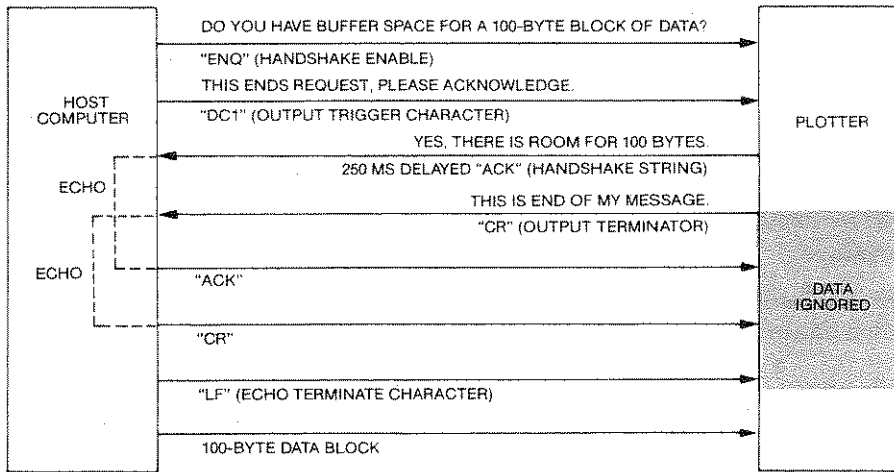 DO YOU HAVE BUFFER SPACE FOR A 100-BYTE BLOCK OF DATA?
"ENQ" (HANDSHAKE ENABLE)
THIS ENDS REQUEST, PLEASE ACKNOWLEDGE.
HOST
COMPUTER
"DC1" (OUTPUT TRIGGER CHARACTER)
PLOTTER
YES, THERE IS ROOM FOR 100 BYTES.
250 MS DELAYED "ACK" (HANDSHAKE STRING)
ECHO
THIS IS END OF MY MESSAGE.
"CR" (OUTPUT TERMINATOR)
ECHO
"ACK"
DATA
IGNORED
"CR"
"LF" (ECHO TERMINATE CHARACTER)
100-BYTE DATA BLOCK